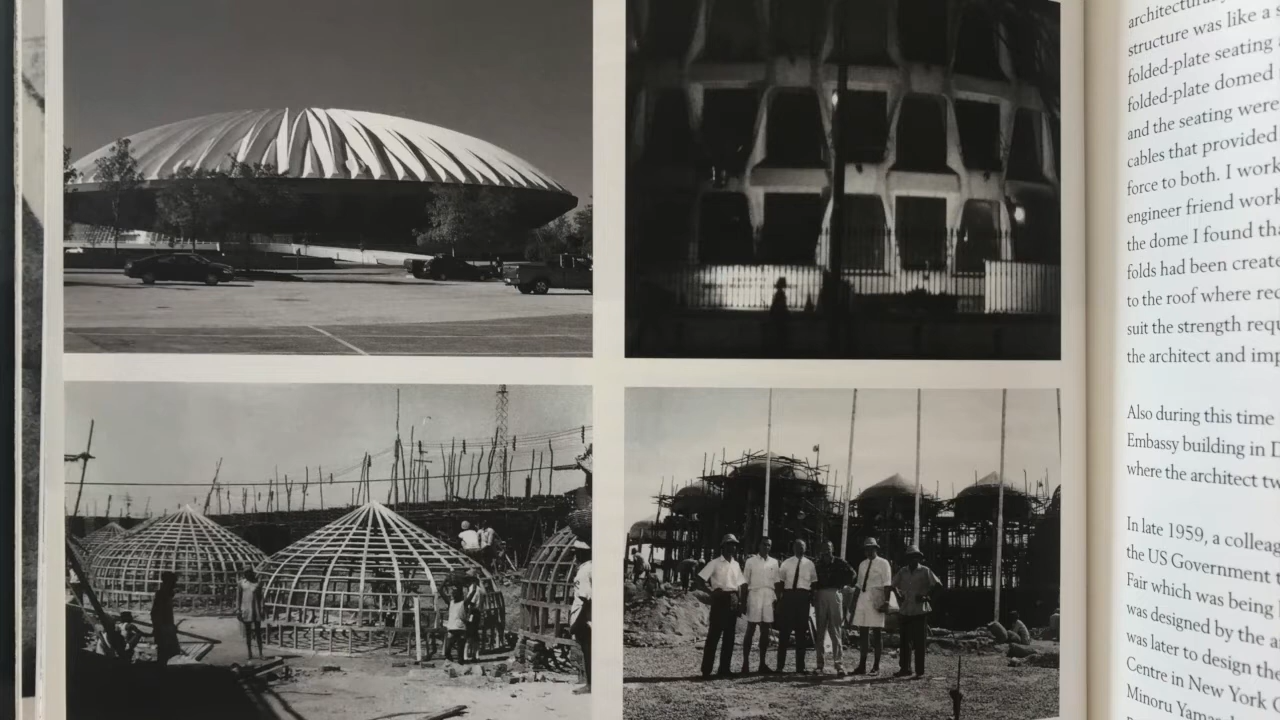 architecturally
structure was like a s
folded-plate seating
folded-plate domed
and the seating were
cables that provided
force to both. I work
engineer friend work
the dome I found tha
folds had been create
to the roof where re
suit the strength req
the architect and imp
Also during this time
Embassy building in D
where the architect tw
In late 1959, a colleag
the US Government
Fair which was being
was designed by the a
was later to design the
Centre in New York C
Minoru Yama